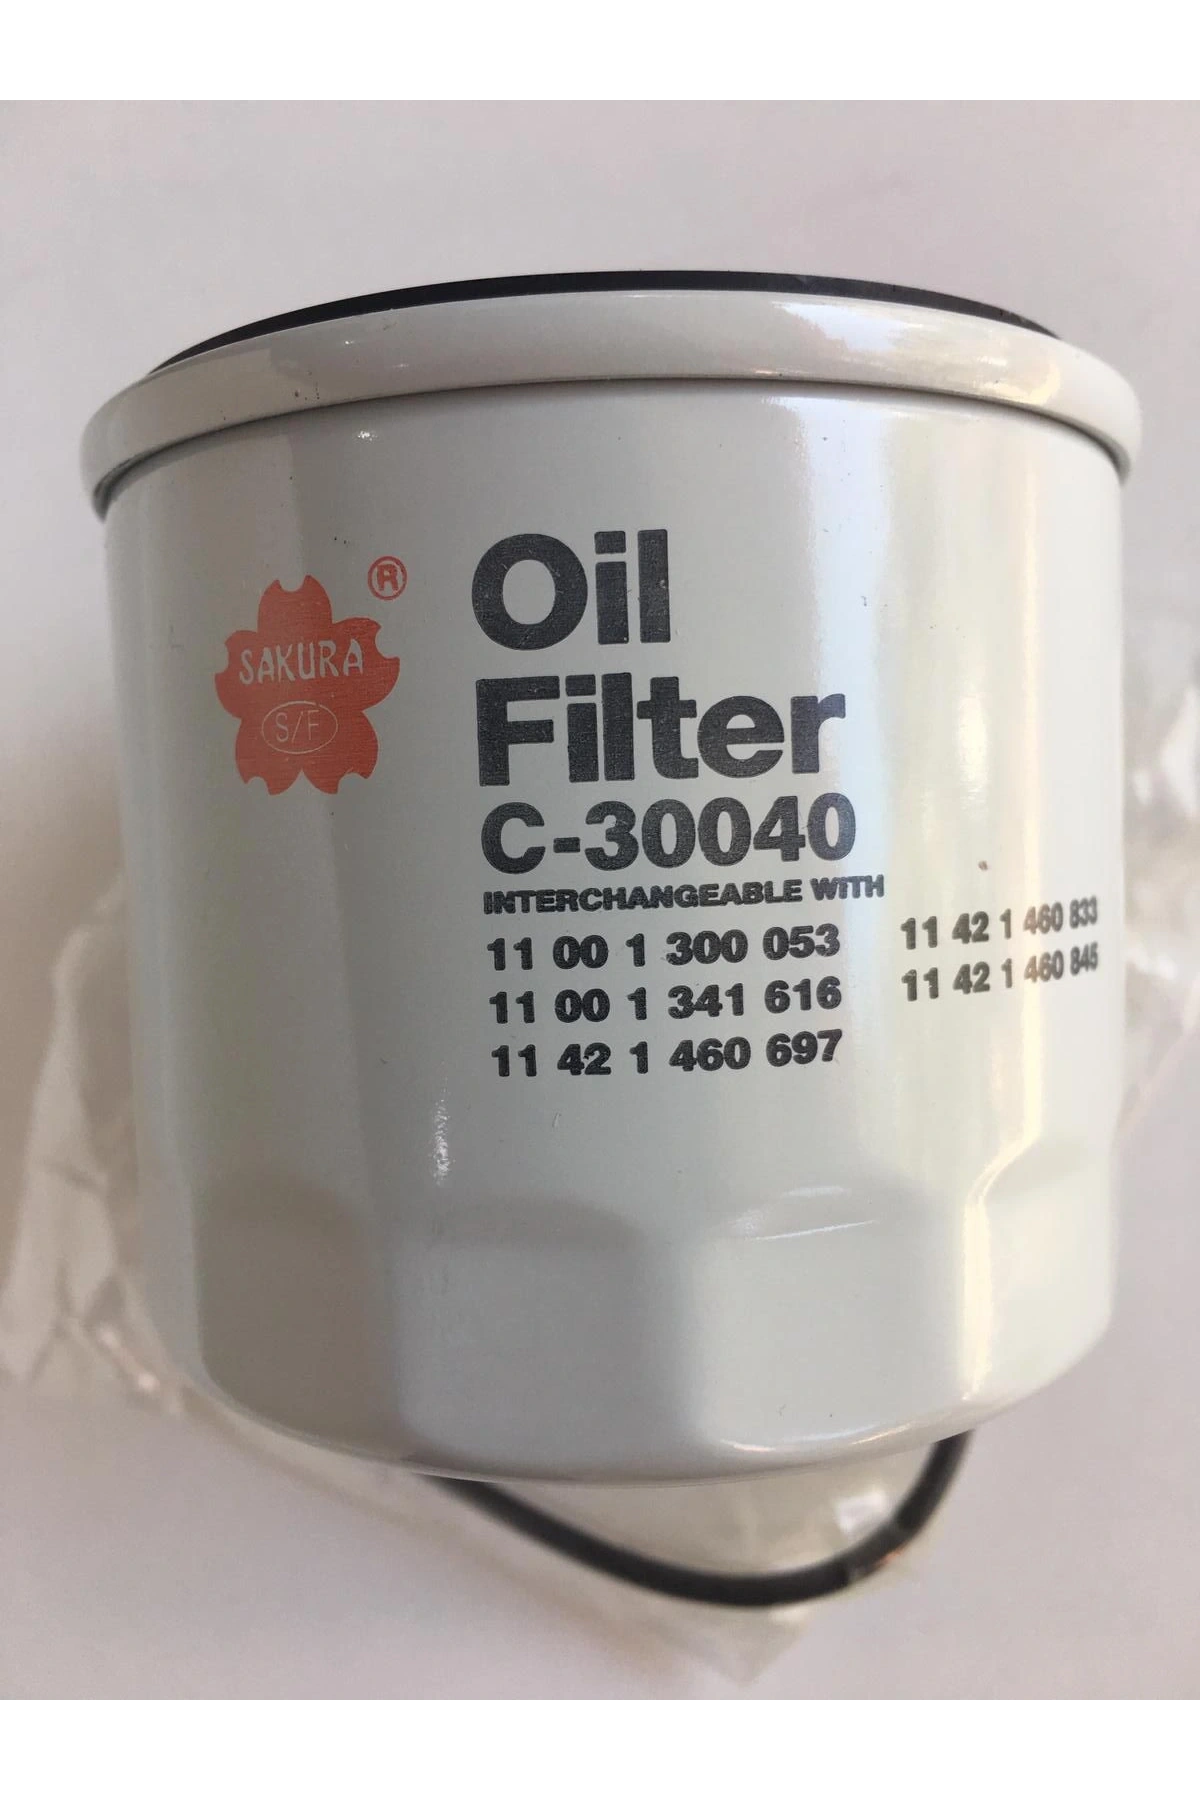 SAKURA
S/F
®
Oil
Filter
C-30040
INTERCHANGEABLE WITH
11 00 1 300 053
11 00 1 341 616
11 42 1 460 697
11 42 1 460 833
11 42 1 460 845